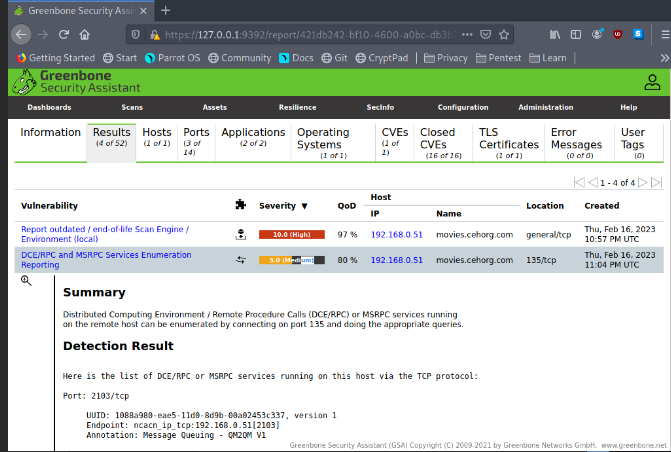 Greenbone Security Assist
https://127.0.0.1:9392/report/421db242-bf10-4600-a0bc-db3b
Getting Started Start Parrot OS Community Docs Git CryptPad Privacy Pentest Learn
Greenbone
Security Assistant
Dashboards Scans Assets Resilience SecInfo Configuration Administration Help
Information Results Hosts Ports Applications Operating Systems CVEs Closed CVEs TLS Certificates Error Messages User Tags
(4 of 52) (1 of 1) (3 of 14) (2 of 2) (1 of 1) (1 of 1) (16 of 16) (1 of 1) (0 of 0) (0)
1 - 4 of 4
Vulnerability Severity ▼ QoD Host Location Created
IP Name
Report outdated / end-of-life Scan Engine / 10.0 (High) 97 % 192.168.0.51 movies.cehorg.com general/tcp Thu, Feb 16, 2023
Environment (local) 10:57 PM UTC
DCE/RPC and MSRPC Services Enumeration 5.0 (Medium) 80 % 192.168.0.51 movies.cehorg.com 135/tcp Thu, Feb 16, 2023
Reporting 11:04 PM UTC
Summary
Distributed Computing Environment / Remote Procedure Calls (DCE/RPC) or MSRPC services running
on the remote host can be enumerated by connecting on port 135 and doing the appropriate queries.
Detection Result
Here is the list of DCE/RPC or MSRPC services running on this host via the TCP protocol:
Port: 2103/tcp
UUID: 1088a980-eae5-11d0-8d9b-00a02453c337, version 1
Endpoint: ncacn_ip_tcp:192.168.0.51[2103]
Annotation: Message Queuing - QM2QM V1
Greenbone Security Assistant (GSA) Copyright (C) 2009-2021 by Greenbone Networks GmbH. www.greenbone.net